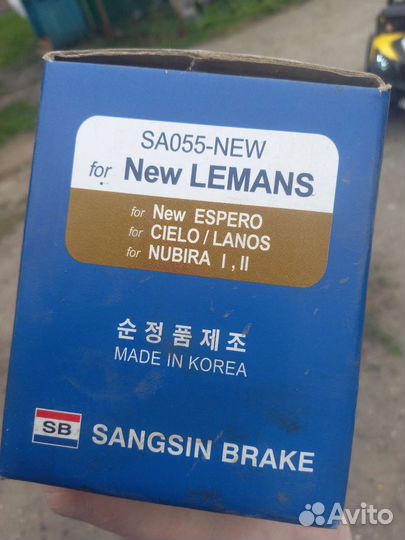 SA055-NEW
for New LEMANS
for New ESPERO
for CIELO/LANOS
for NUBIRA I , II
순정품제조
MADE IN KOREA
SB SANGSIN BRAKE
Avito